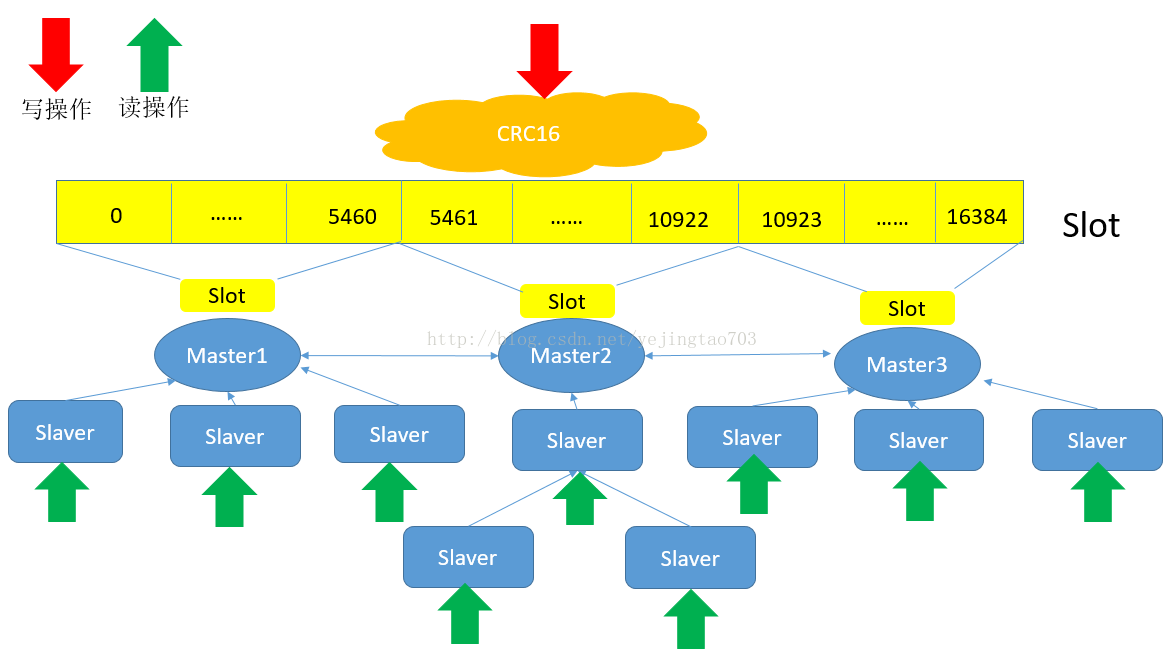 写操作
读操作
CRC16
0 …… 5460 5461 …… 10922 10923 …… 16384
Slot
Slot
Slot
Slot
http://blog.csdn.net/yejingtao703
Master1
Master2
Master3
Slaver
Slaver
Slaver
Slaver
Slaver
Slaver
Slaver
Slaver
Slaver